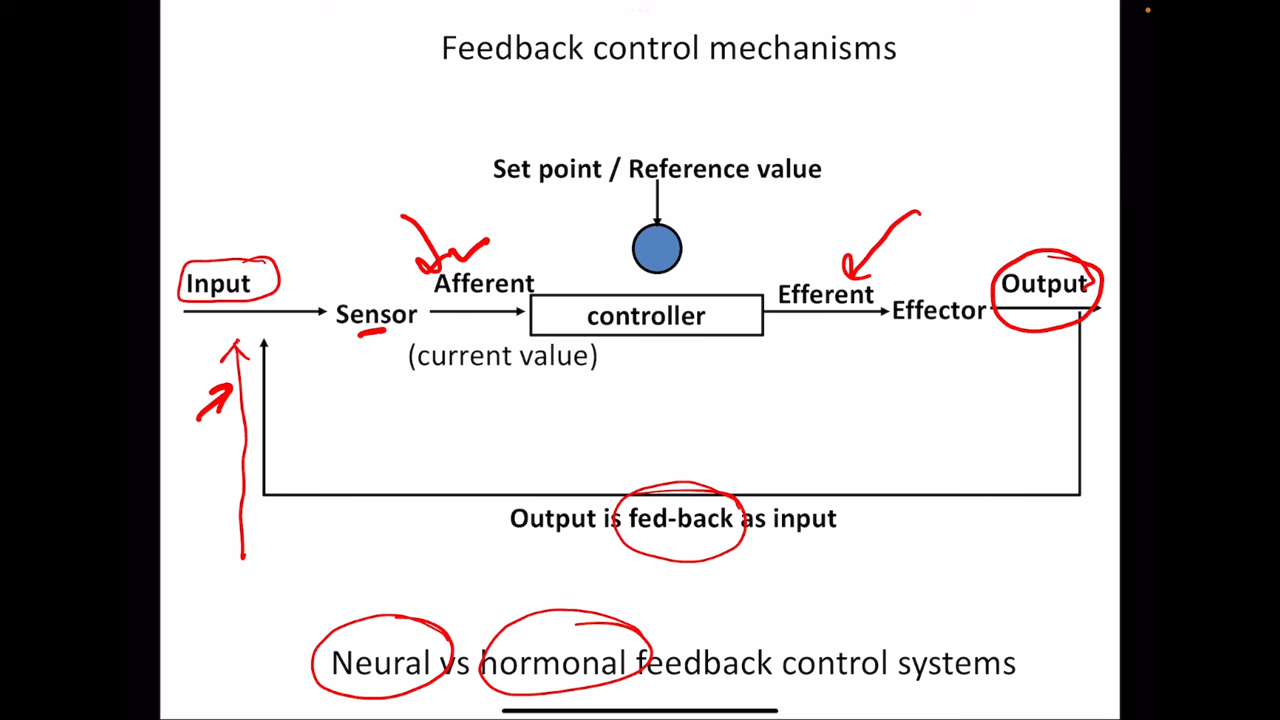 Feedback control mechanisms
Set point / Reference value
Input
Afferent
Efferent
Output
Sensor
controller
Effector
(current value)
Output is fed-back as input
Neural vs hormonal feedback control systems